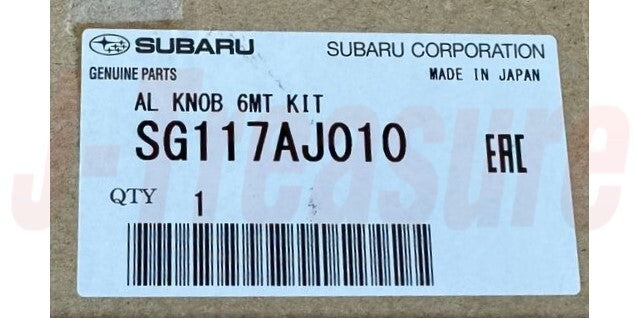 SUBARU SUBARU CORPORATION
GENUINE PARTS MADE IN JAPAN
AL KNOB 6MT KIT
SG117AJ010
EAC
QTY 1
J-Treasure